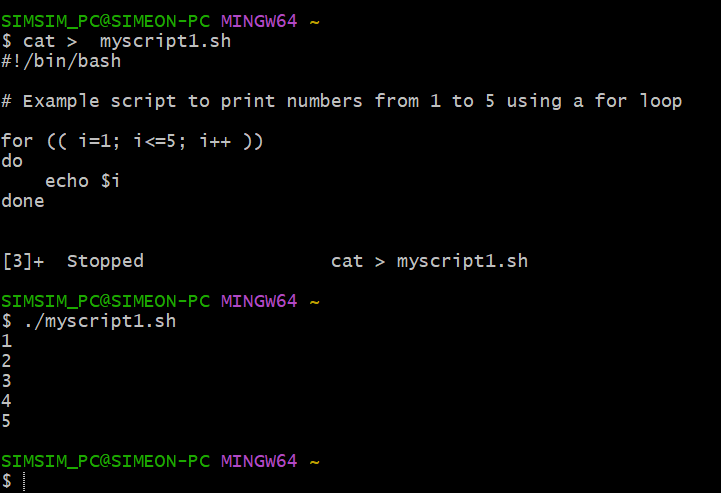 SIMSIM_PC@SIMEON-PC MINGW64 ~
$ cat >  myscript1.sh
#!/bin/bash

# Example script to print numbers from 1 to 5 using a for loop

for (( i=1; i<=5; i++ ))
do
    echo $i
done


[3]+  Stopped                 cat > myscript1.sh

SIMSIM_PC@SIMEON-PC MINGW64 ~
$ ./myscript1.sh
1
2
3
4
5

SIMSIM_PC@SIMEON-PC MINGW64 ~
$